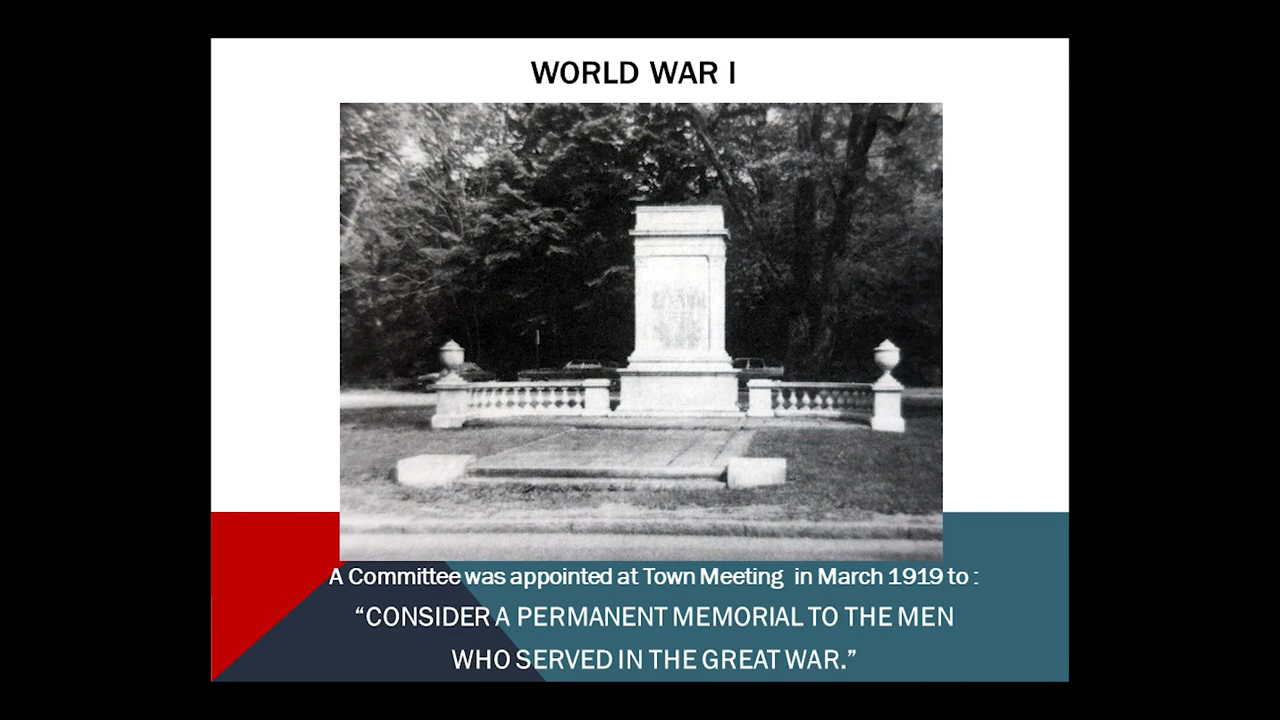 WORLD WAR I
A Committee was appointed at Town Meeting in March 1919 to :
“CONSIDER A PERMANENT MEMORIAL TO THE MEN
WHO SERVED IN THE GREAT WAR.”